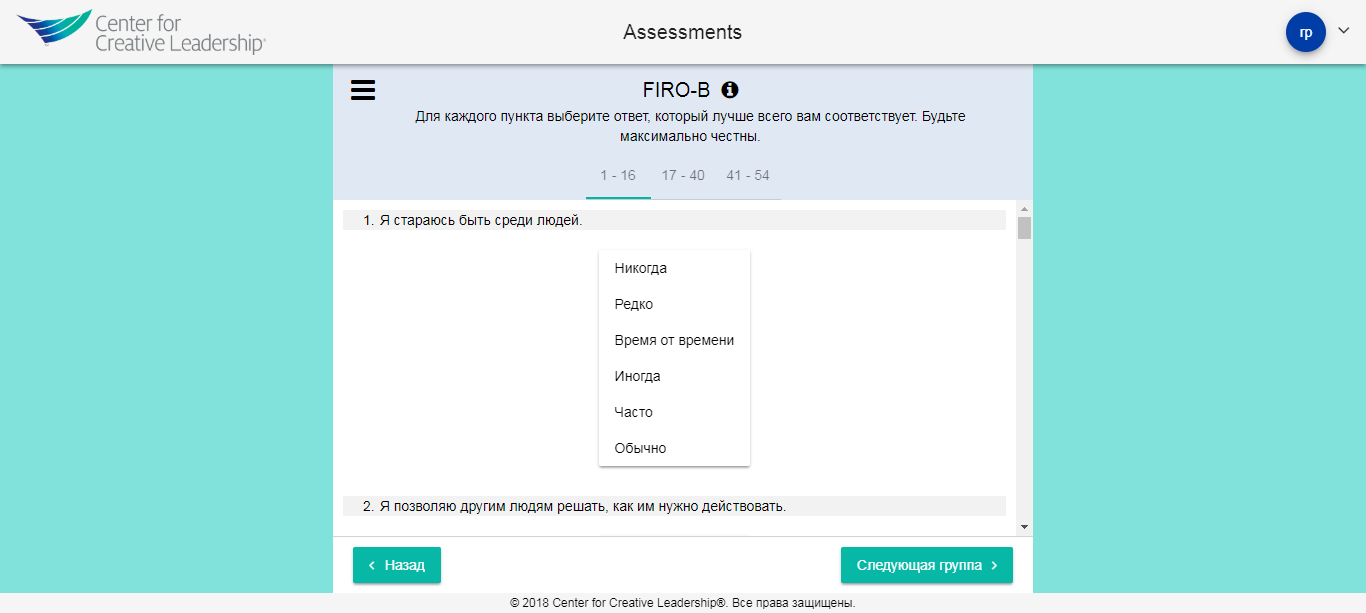 Center for
Creative Leadership®
Assessments
гр
FIRO-B
Для каждого пункта выберите ответ, который лучше всего вам соответствует. Будьте
максимально честны.
1 - 16 17 - 40 41 - 54
1. Я стараюсь быть среди людей.
Никогда
Редко
Время от времени
Иногда
Часто
Обычно
2. Я позволяю другим людям решать, как им нужно действовать.
Назад Следующая группа
© 2018 Center for Creative Leadership®. Все права защищены.